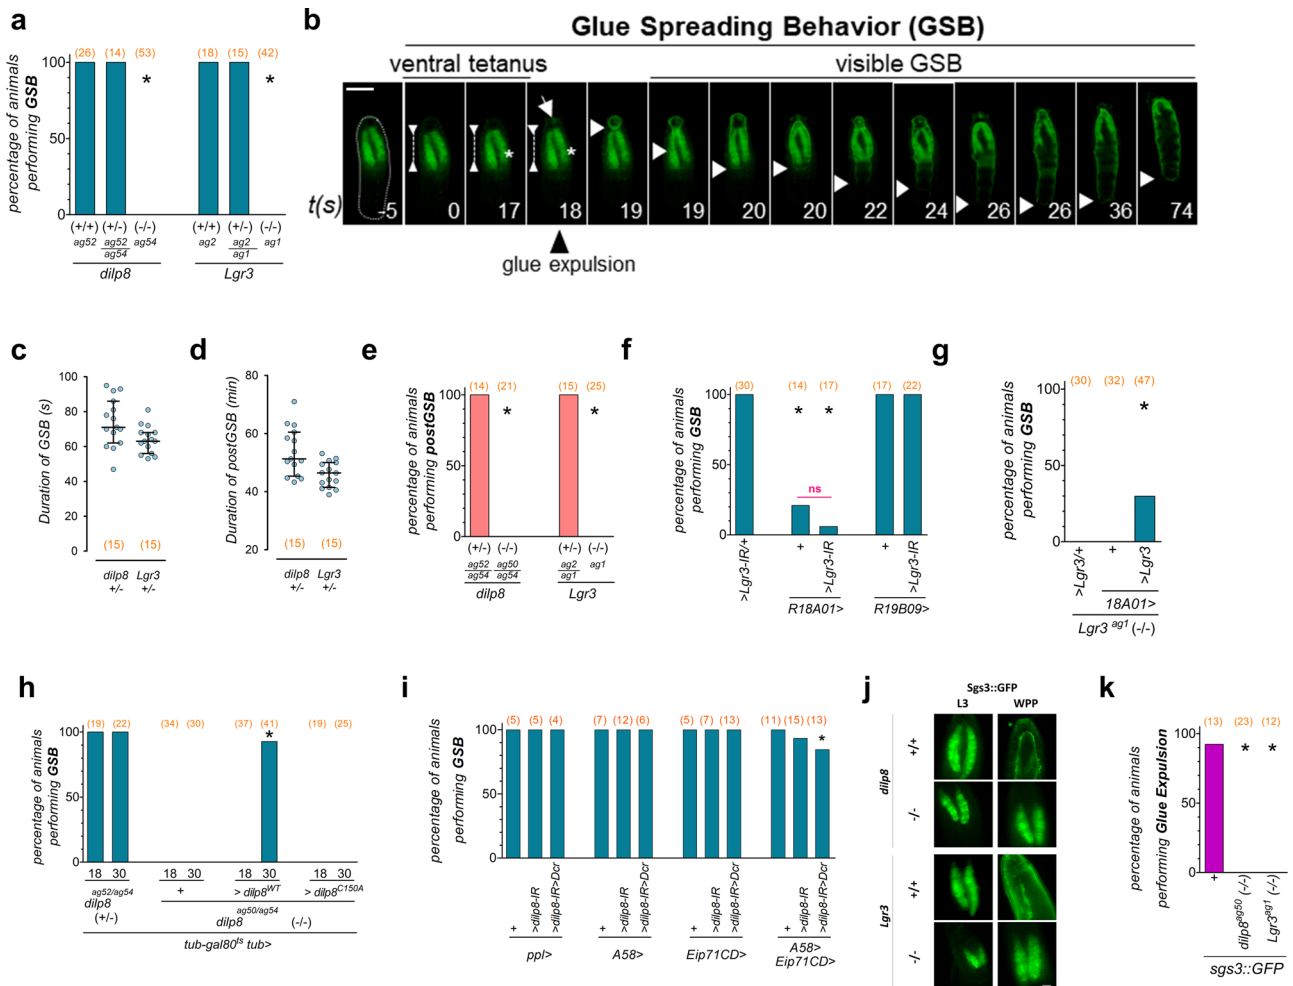 a
percentage of animals
performing GSB
100
50
0
(26) (14) (53)
(18) (15) (42)
*
*
(+/+) (+/-) (-/-)
(+/+) (+/-) (-/-)
ag52 ag52/ag54 ag54
ag2 ag2/ag1 ag1
dilp8
Lgr3
b
Glue Spreading Behavior (GSB)
ventral tetanus
visible GSB
* *
t(s) -5 0 17 18 19 19 20 20 22 24 26 26 36 74
glue expulsion
c
Duration of GSB (s)
100
80
60
40
20
0
(15) (15)
dilp8 Lgr3
+/- +/-
d
Duration of postGSB (min)
80
60
40
20
(15) (15)
dilp8 Lgr3
+/- +/-
e
percentage of animals
performing postGSB
100
50
0
(14) (21) (15) (25)
* *
(+/-) (-/-) (+/-) (-/-)
ag52/ag54 ag50/ag54 ag2/ag1 ag1
dilp8 Lgr3
f
percentage of animals
performing GSB
100
50
0
(30) (14) (17) (17) (22)
* *
ns
>Lgr3-IR/+
+
>Lgr3-IR
+
>Lgr3-IR
R18A01> R19B09>
g
percentage of animals
performing GSB
100
50
0
(30) (32) (47)
*
>Lgr3/+
+
>Lgr3
18A01>
Lgr3 ag1 (-/-)
h
percentage of animals
performing GSB
100
50
0
(19) (22) (34) (30) (37) (41) (19) (25)
*
18 30 18 30 18 30 18 30
ag52/ag54
dilp8
(+/-)
+ > dilp8WT > dilp8C150A
ag50/ag54
dilp8 (-/-)
tub-gal80ts tub>
i
percentage of animals
performing GSB
100
50
0
(5) (5) (4) (7) (12) (6) (5) (7) (13) (11) (15) (13)
*
+
>dilp8-IR
>dilp8-IR>Dcr
+
>dilp8-IR
>dilp8-IR>Dcr
+
>dilp8-IR
>dilp8-IR>Dcr
+
>dilp8-IR
>dilp8-IR>Dcr
ppl> A58> Eip71CD> A58>
Eip71CD>
j
Sgs3::GFP
L3 WPP
dilp8
+/+
-/-
Lgr3
+/+
-/-
k
percentage of animals
performing Glue Expulsion
100
50
0
(13) (23) (12)
* *
+
dilp8ag50 (-/-)
Lgr3ag1 (-/-)
sgs3::GFP